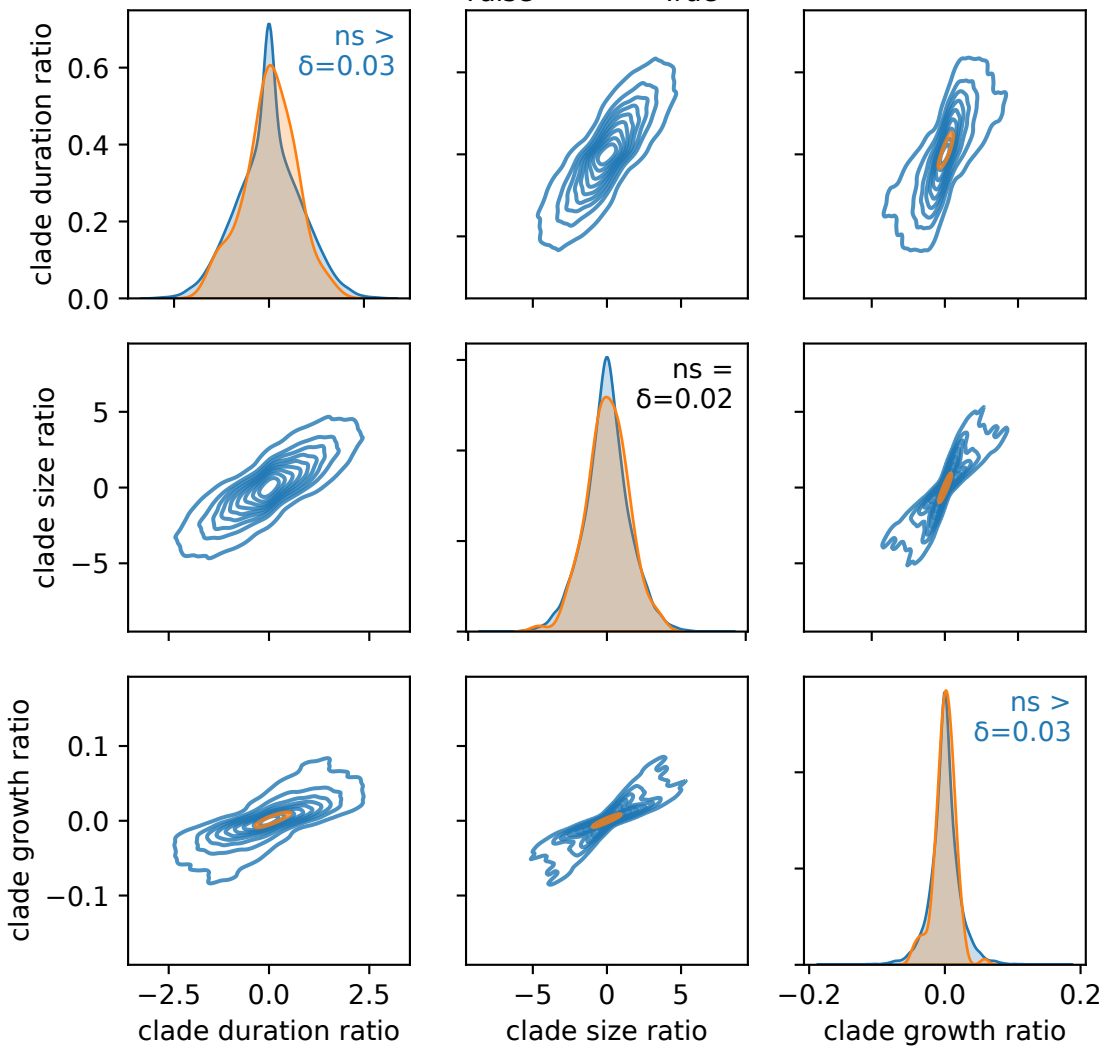 clade duration ratio
0.6
0.4
0.2
0.0
ns >
δ=0.03
clade size ratio
5
0
−5
ns =
δ=0.02
clade growth ratio
0.1
0.0
−0.1
ns >
δ=0.03
−2.5 0.0 2.5
clade duration ratio
−5 0 5
clade size ratio
−0.2 0.0 0.2
clade growth ratio